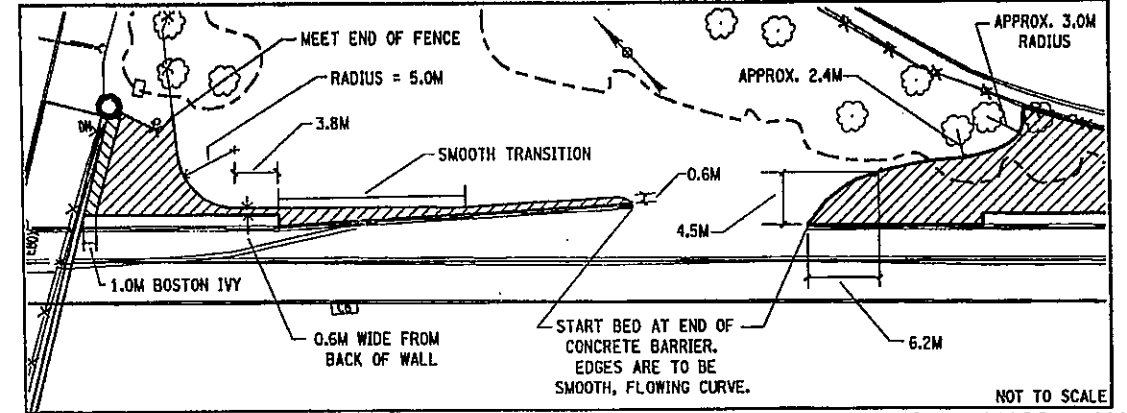 MEET END OF FENCE
RADIUS = 5.0M
3.8M
SMOOTH TRANSITION
APPROX. 3.0M
RADIUS
APPROX. 2.4M
0.6M
4.5M
1.0M BOSTON IVY
0.6M WIDE FROM
BACK OF WALL
START BED AT END OF
CONCRETE BARRIER.
EDGES ARE TO BE
SMOOTH, FLOWING CURVE.
6.2M
CB
NOT TO SCALE